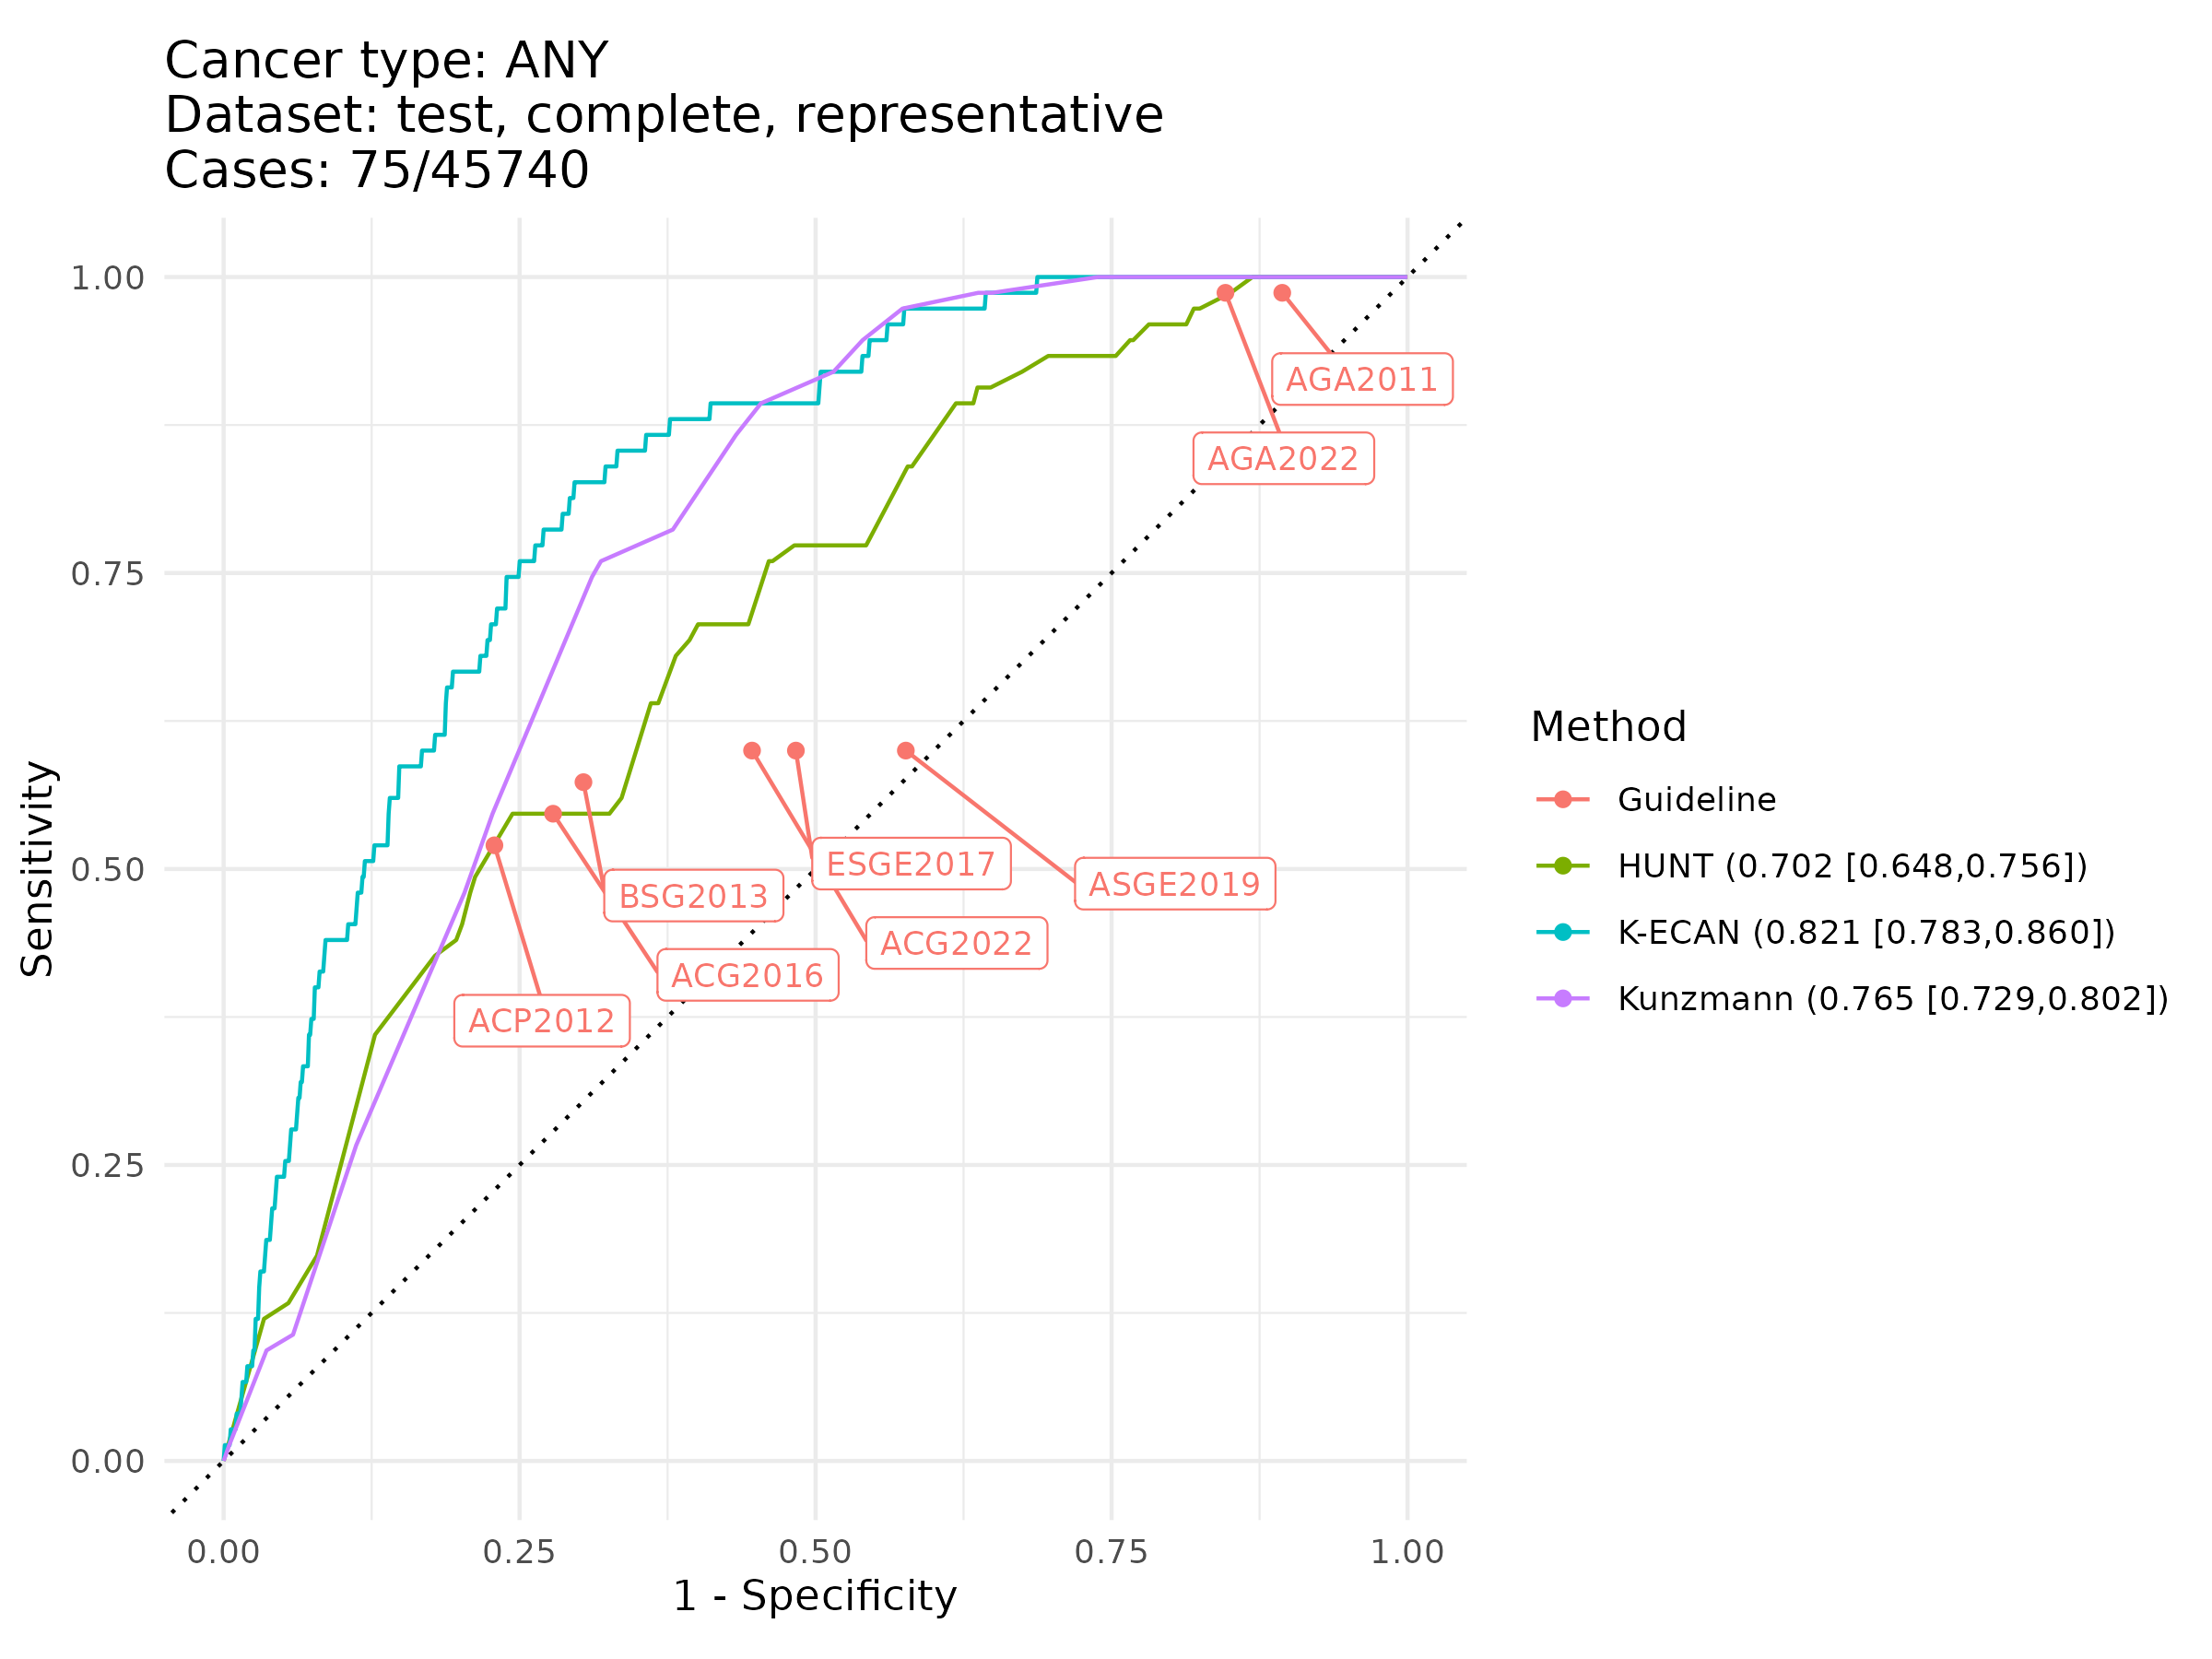 Cancer type: ANY
Dataset: test, complete, representative
Cases: 75/45740
1.00
0.75
0.50
0.25
0.00
Sensitivity
AGA2011
AGA2022
ESGE2017
ASGE2019
BSG2013
ACG2022
ACG2016
ACP2012
0.00 0.25 0.50 0.75 1.00
1 - Specificity
Method
Guideline
HUNT (0.702 [0.648,0.756])
K-ECAN (0.821 [0.783,0.860])
Kunzmann (0.765 [0.729,0.802])